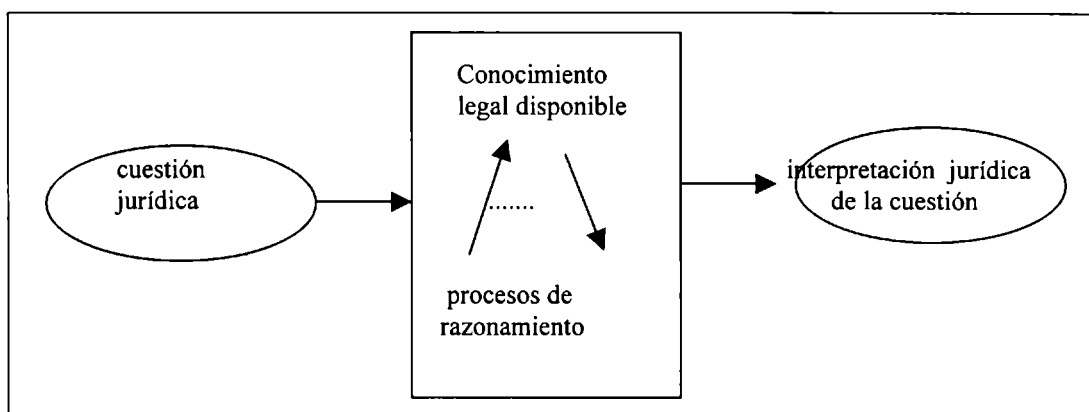 cuestión
jurídica
Conocimiento
legal disponible
.......
procesos de
razonamiento
interpretación jurídica
de la cuestión